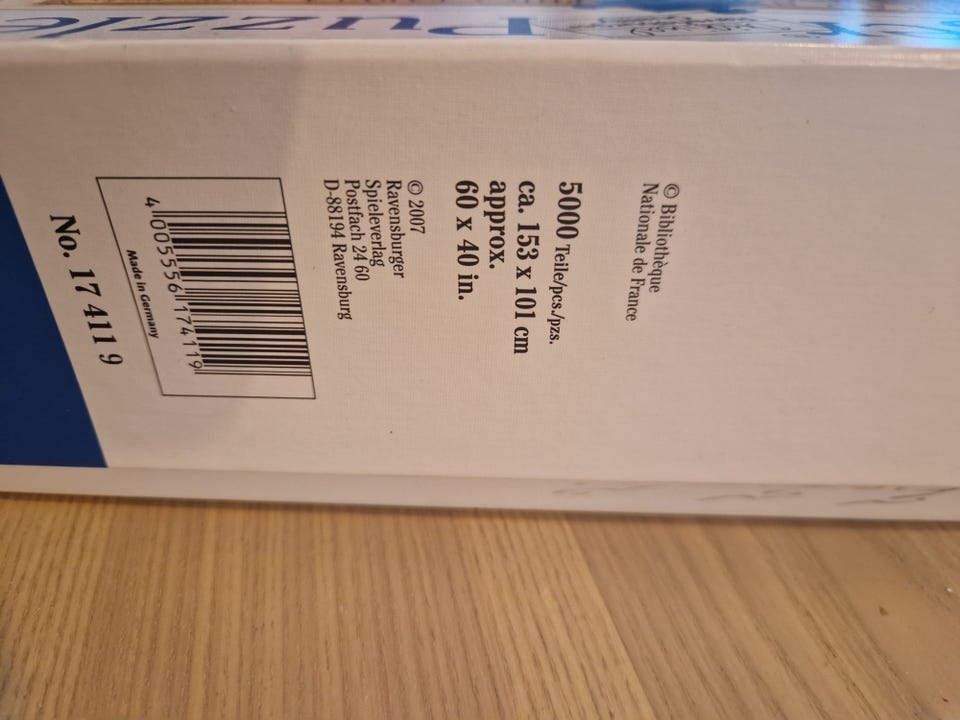 Puzzle
© Bibliothèque
Nationale de France
5000 Teile/pcs./pzs.
ca. 153 x 101 cm
approx.
60 x 40 in.
© 2007
Ravensburger
Spieleverlag
Postfach 24 60
D-88194 Ravensburg
4 005556 174119
Made in Germany
No. 17 411 9